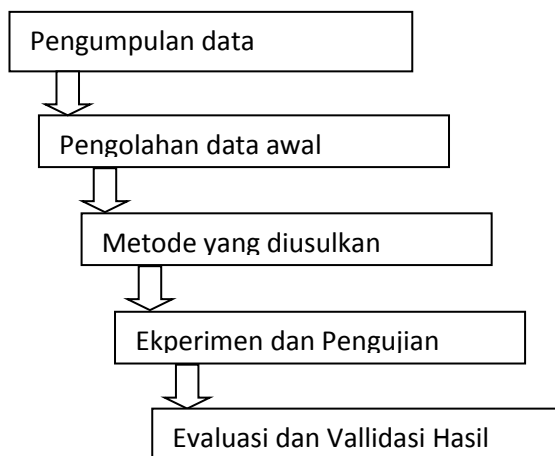 Pengumpulan data
Pengolahan data awal
Metode yang diusulkan
Ekperimen dan Pengujian
Evaluasi dan Vallidasi Hasil